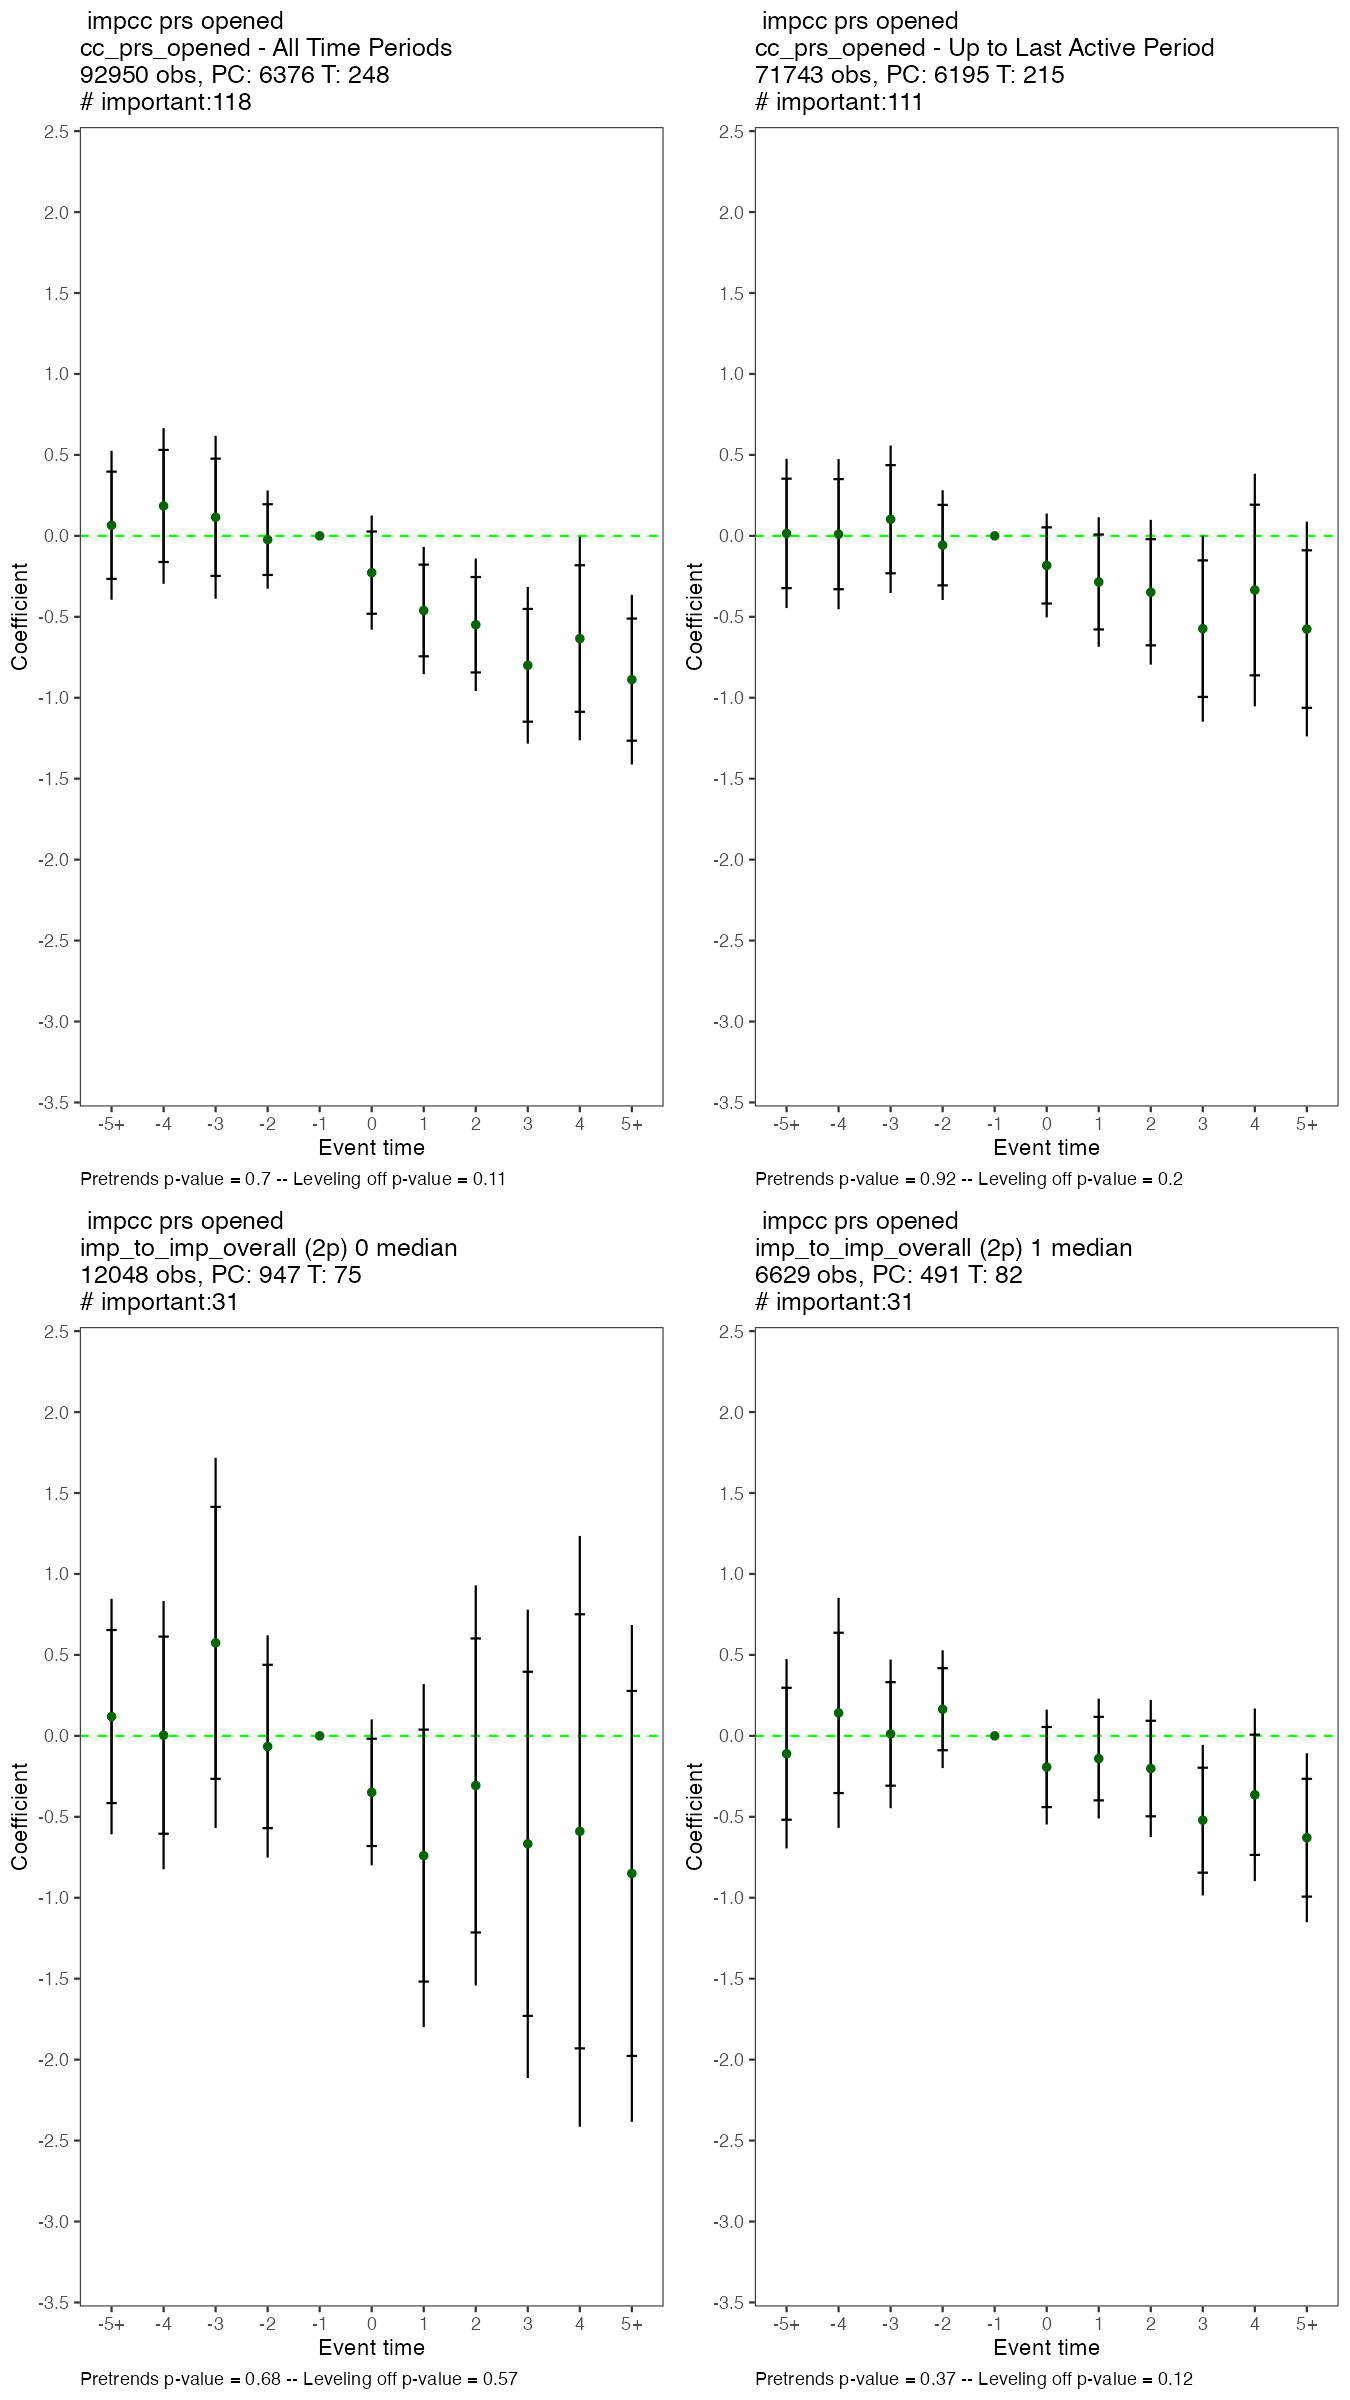 impcc prs opened
cc_prs_opened - All Time Periods
92950 obs, PC: 6376 T: 248
# important:118
2.5
2.0
1.5
1.0
0.5
0.0
-0.5
-1.0
-1.5
-2.0
-2.5
-3.0
-3.5
Coefficient
-5+ -4 -3 -2 -1 0 1 2 3 4 5+
Event time
Pretrends p-value = 0.7 -- Leveling off p-value = 0.11
impcc prs opened
cc_prs_opened - Up to Last Active Period
71743 obs, PC: 6195 T: 215
# important:111
2.5
2.0
1.5
1.0
0.5
0.0
-0.5
-1.0
-1.5
-2.0
-2.5
-3.0
-3.5
Coefficient
-5+ -4 -3 -2 -1 0 1 2 3 4 5+
Event time
Pretrends p-value = 0.92 -- Leveling off p-value = 0.2
impcc prs opened
imp_to_imp_overall (2p) 0 median
12048 obs, PC: 947 T: 75
# important:31
2.5
2.0
1.5
1.0
0.5
0.0
-0.5
-1.0
-1.5
-2.0
-2.5
-3.0
-3.5
Coefficient
-5+ -4 -3 -2 -1 0 1 2 3 4 5+
Event time
Pretrends p-value = 0.68 -- Leveling off p-value = 0.57
impcc prs opened
imp_to_imp_overall (2p) 1 median
6629 obs, PC: 491 T: 82
# important:31
2.5
2.0
1.5
1.0
0.5
0.0
-0.5
-1.0
-1.5
-2.0
-2.5
-3.0
-3.5
Coefficient
-5+ -4 -3 -2 -1 0 1 2 3 4 5+
Event time
Pretrends p-value = 0.37 -- Leveling off p-value = 0.12